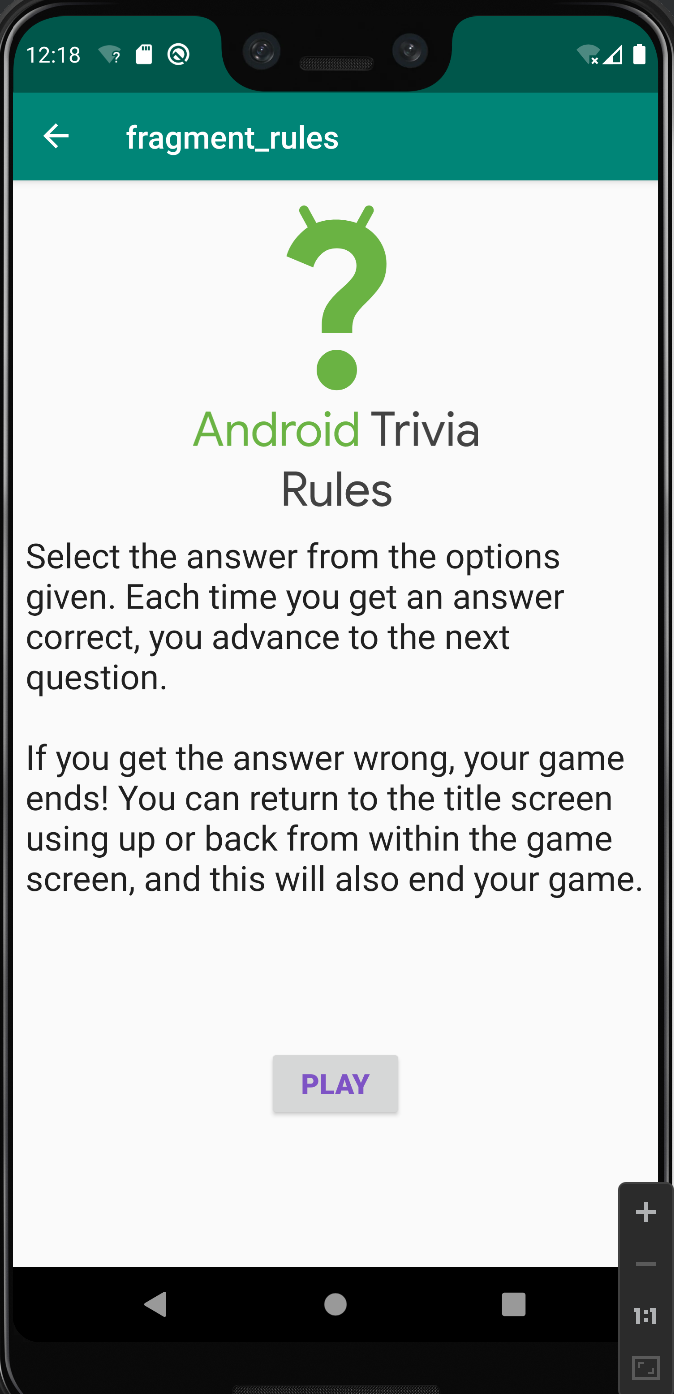 12:18
fragment_rules
Android Trivia
Rules
Select the answer from the options
given. Each time you get an answer
correct, you advance to the next
question.
If you get the answer wrong, your game
ends! You can return to the title screen
using up or back from within the game
screen, and this will also end your game.
PLAY
1:1